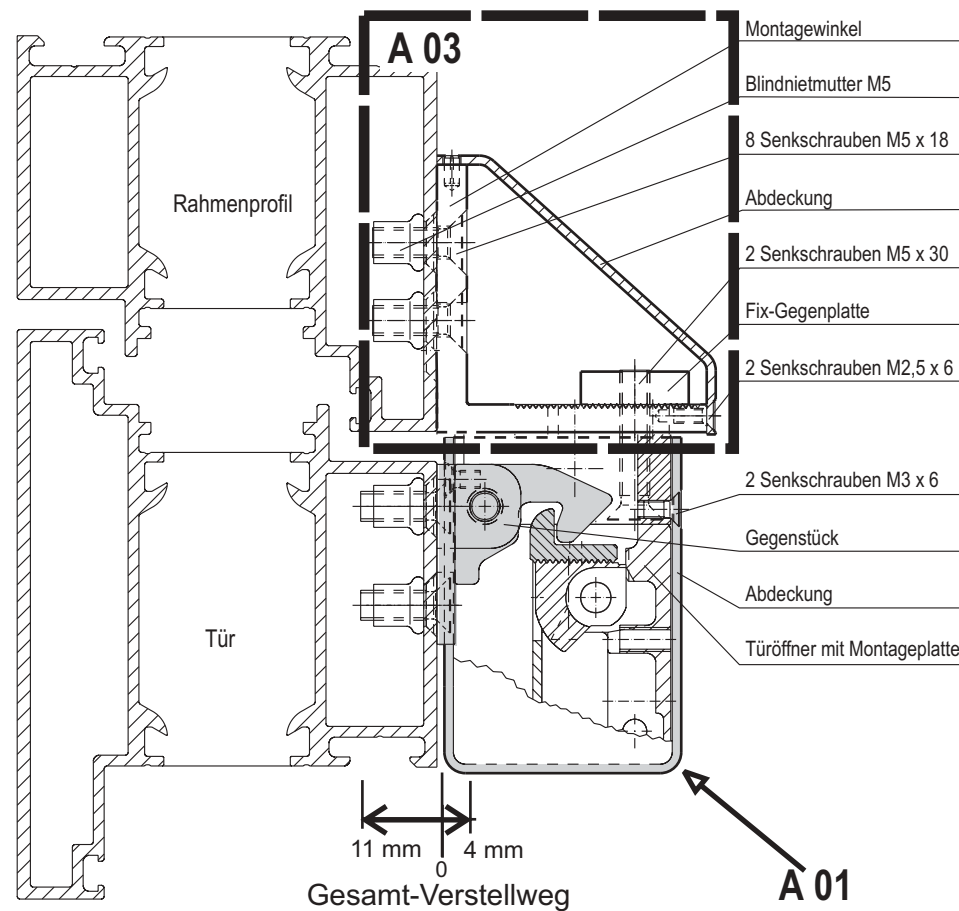 A 03
Montagewinkel
Blindnietmutter M5
8 Senkschrauben M5 x 18
Abdeckung
Rahmenprofil
2 Senkschrauben M5 x 30
Fix-Gegenplatte
2 Senkschrauben M2,5 x 6
2 Senkschrauben M3 x 6
Gegenstück
Abdeckung
Tür
Türöffner mit Montageplatte
11 mm
4 mm
0
Gesamt-Verstellweg
A 01